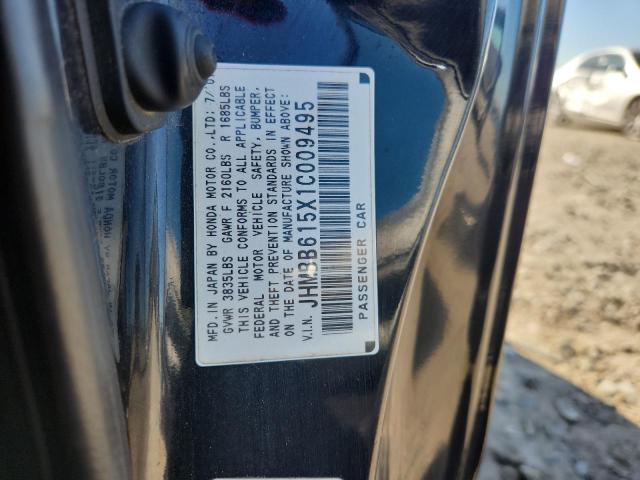 MFD.IN JAPAN BY HONDA MOTOR CO.,LTD; 7/
GVWR 3835LBS GAWR F 2160LBS R 1685LBS
THIS VEHICLE CONFORMS TO ALL APPLICABLE
FEDERAL MOTOR VEHICLE SAFETY, BUMPER,
AND THEFT PREVENTION STANDARDS IN EFFECT
ON THE DATE OF MANUFACTURE SHOWN ABOVE:
V.I.N. JHMBB615X1C009495
PASSENGER CAR